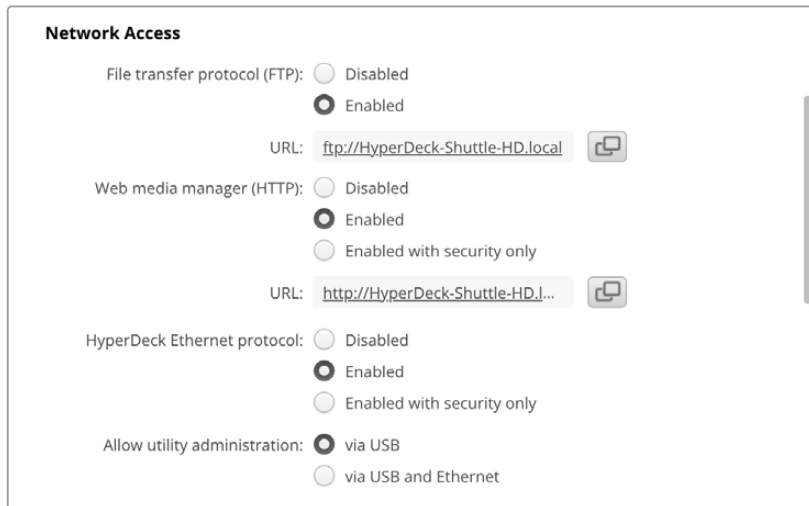 Network Access
File transfer protocol (FTP): Disabled
Enabled
URL: ftp://HyperDeck-Shuttle-HD.local
Web media manager (HTTP): Disabled
Enabled
Enabled with security only
URL: http://HyperDeck-Shuttle-HD.l...
HyperDeck Ethernet protocol: Disabled
Enabled
Enabled with security only
Allow utility administration: via USB
via USB and Ethernet